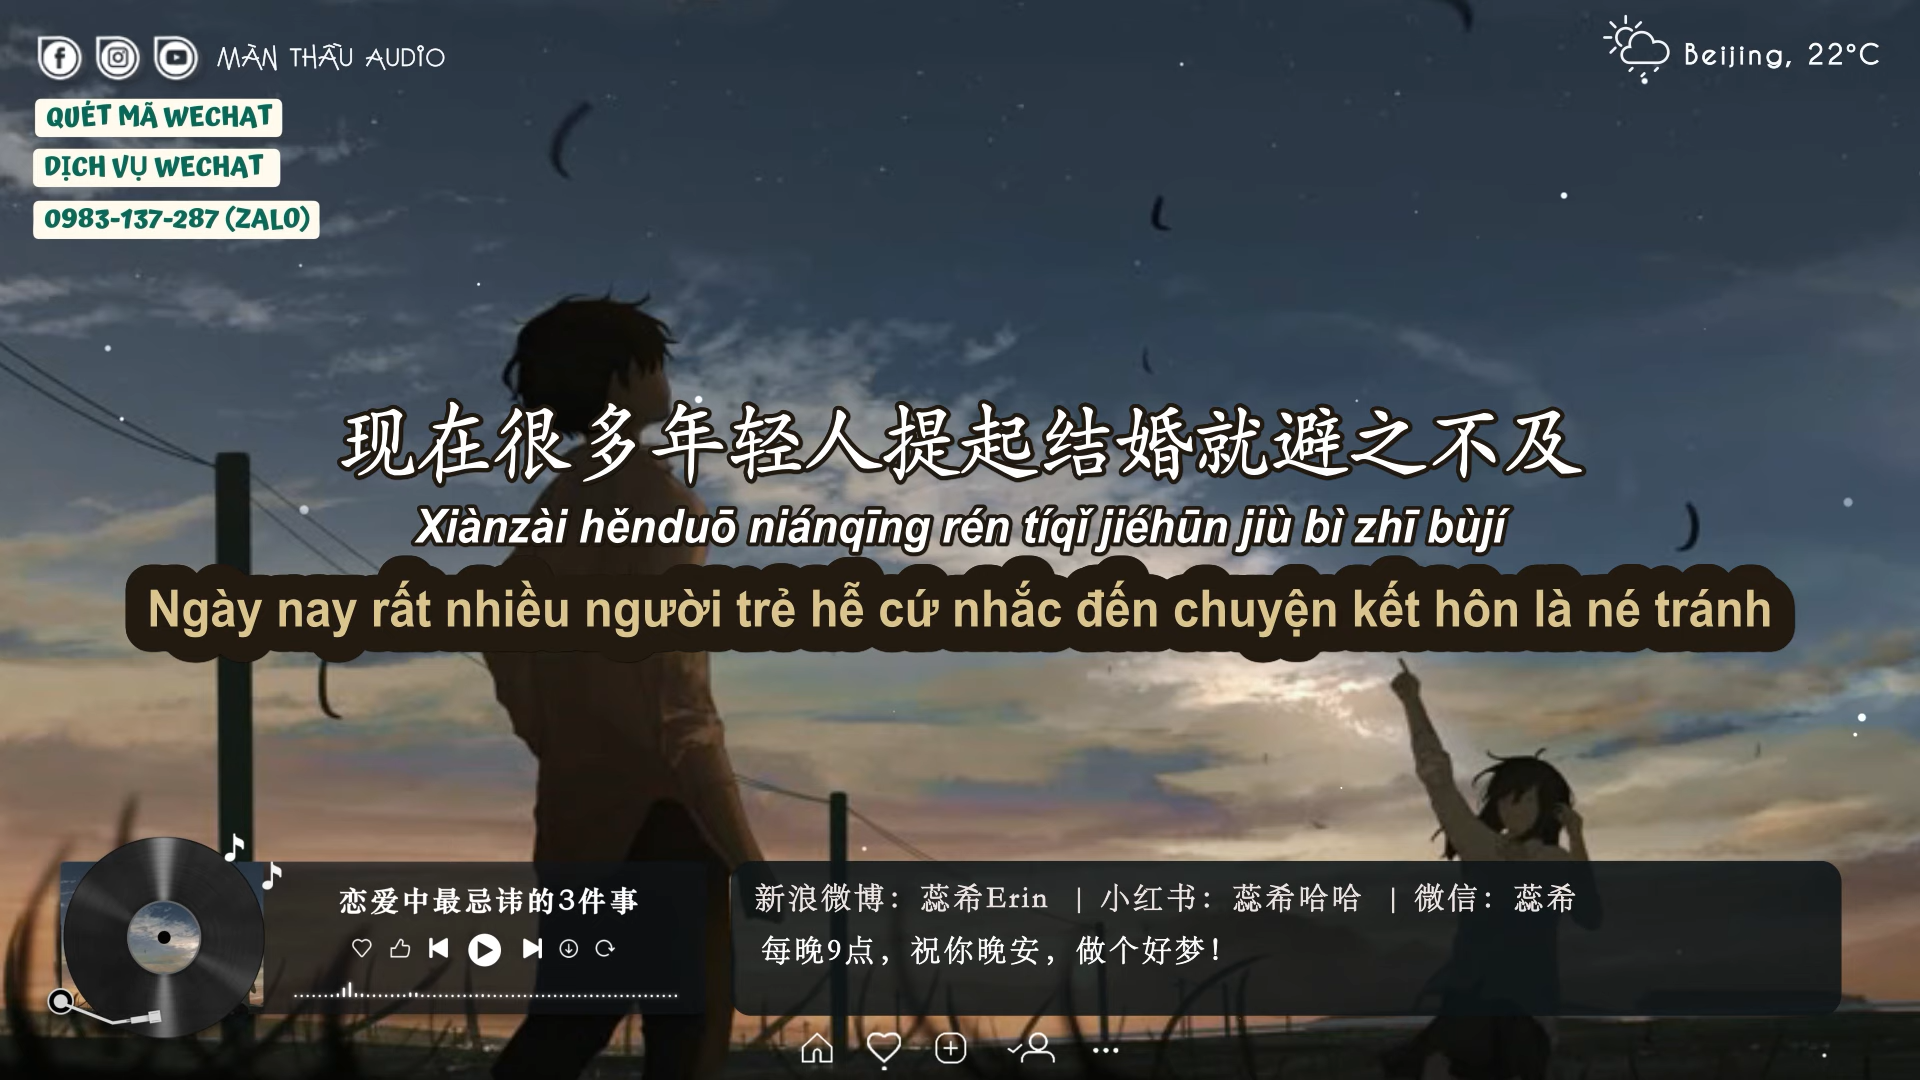 MÀN THẦU AUDIO
Beijing, 22°C
QUÉT MÃ WECHAT
DỊCH VỤ WECHAT
0983-137-287 (ZALO)
现在很多年轻人提起结婚就避之不及
Xiànzài hěnduō niánqīng rén tíqǐ jiéhūn jiù bì zhī bùjí
Ngày nay rất nhiều người trẻ hễ cứ nhắc đến chuyện kết hôn là né tránh
恋爱中最忌讳的3件事
新浪微博：蕊希Erin | 小红书：蕊希哈哈 | 微信：蕊希
每晚9点，祝你晚安，做个好梦！